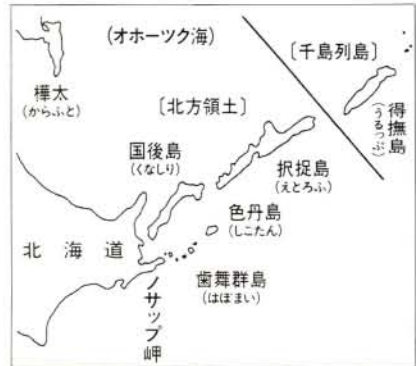 (オホーツク海)
〔千島列島〕
樺太
(からふと)
〔北方領土〕
得撫島
(うるっぷ)
国後島
(くなしり)
択捉島
(えとろふ)
色丹島
(しこたん)
北海道
歯舞群島
(はぼまい)
ノサップ岬